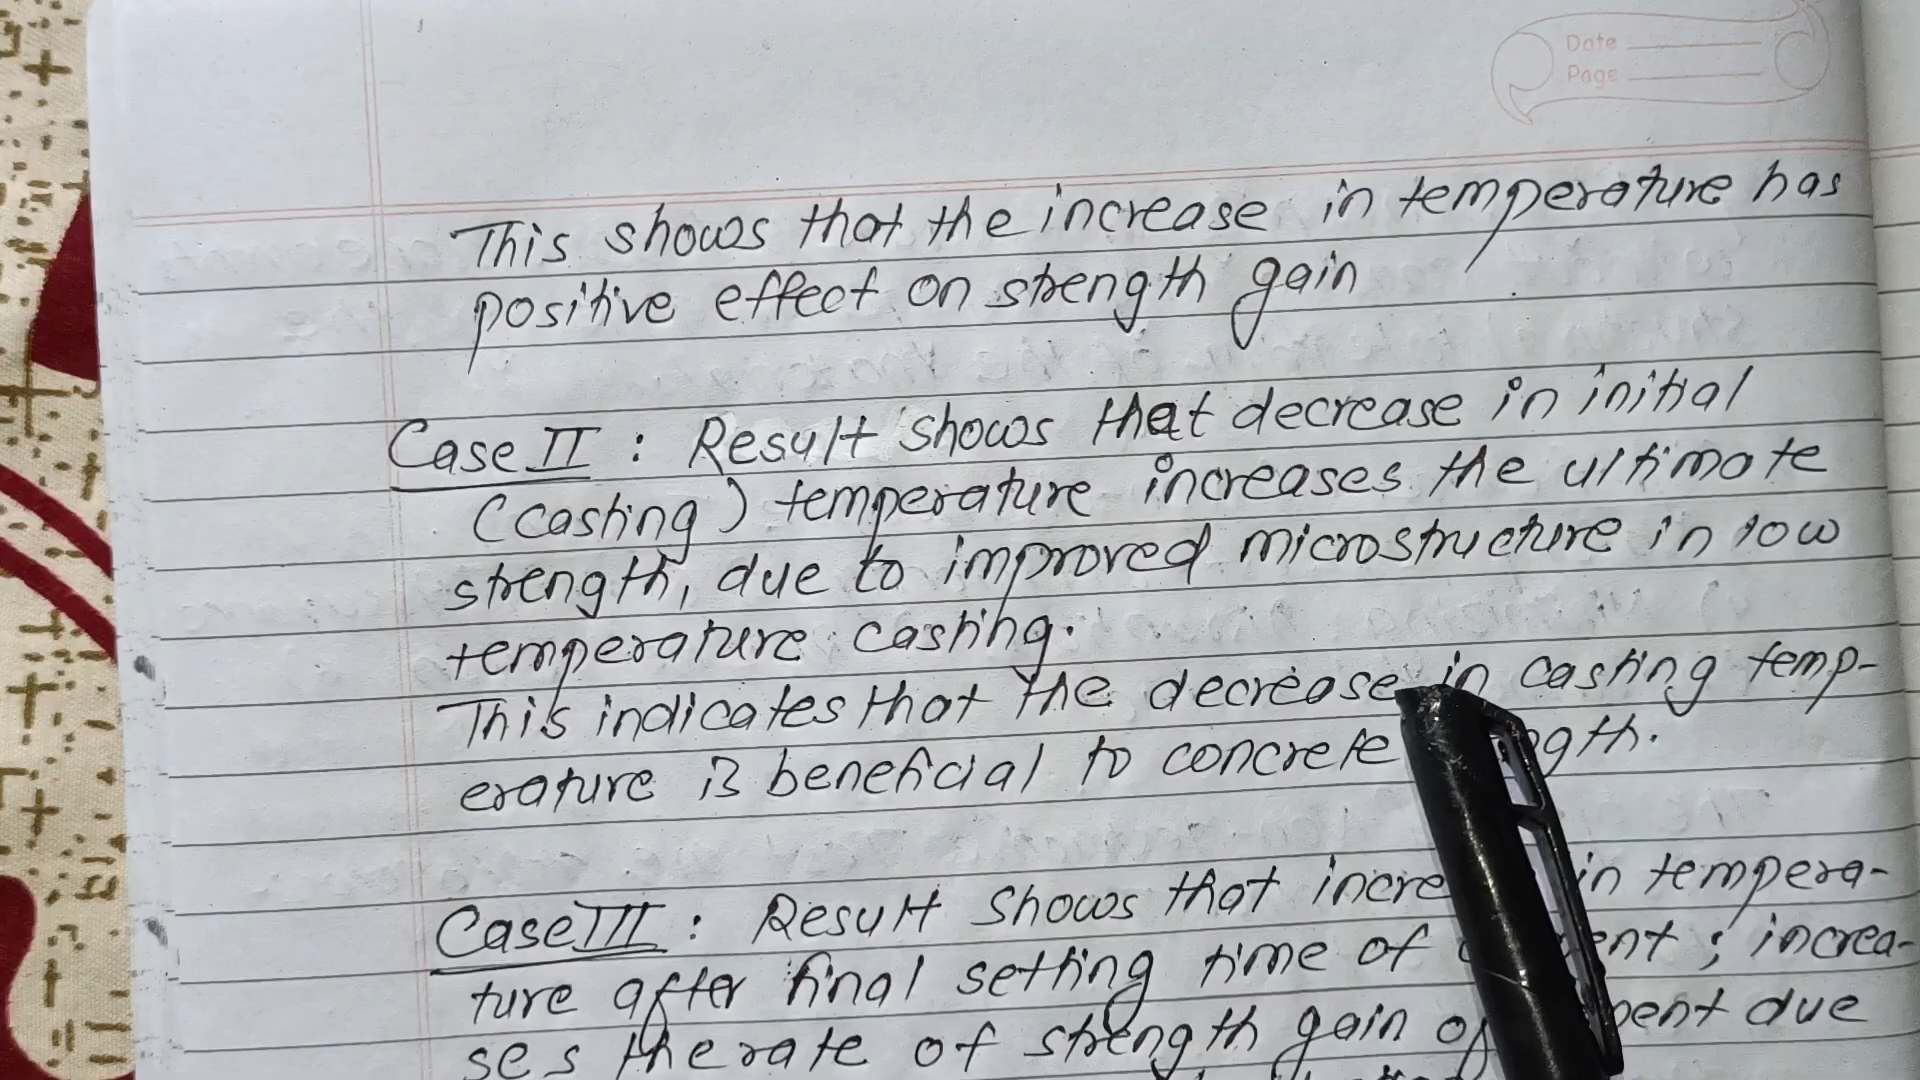 Date
Page
This shows that the increase in temperature has
positive effect on strength gain
Case II : Result shows that decrease in initial
(casting) temperature increases the ultimate
strength, due to improved microstructure in low
temperature casting.
This indicates that the decrease in casting temp-
erature is beneficial to concrete
Case III : Result shows that in tempera-
ture after final setting time of ; increa-
ses the rate of strength gain of due